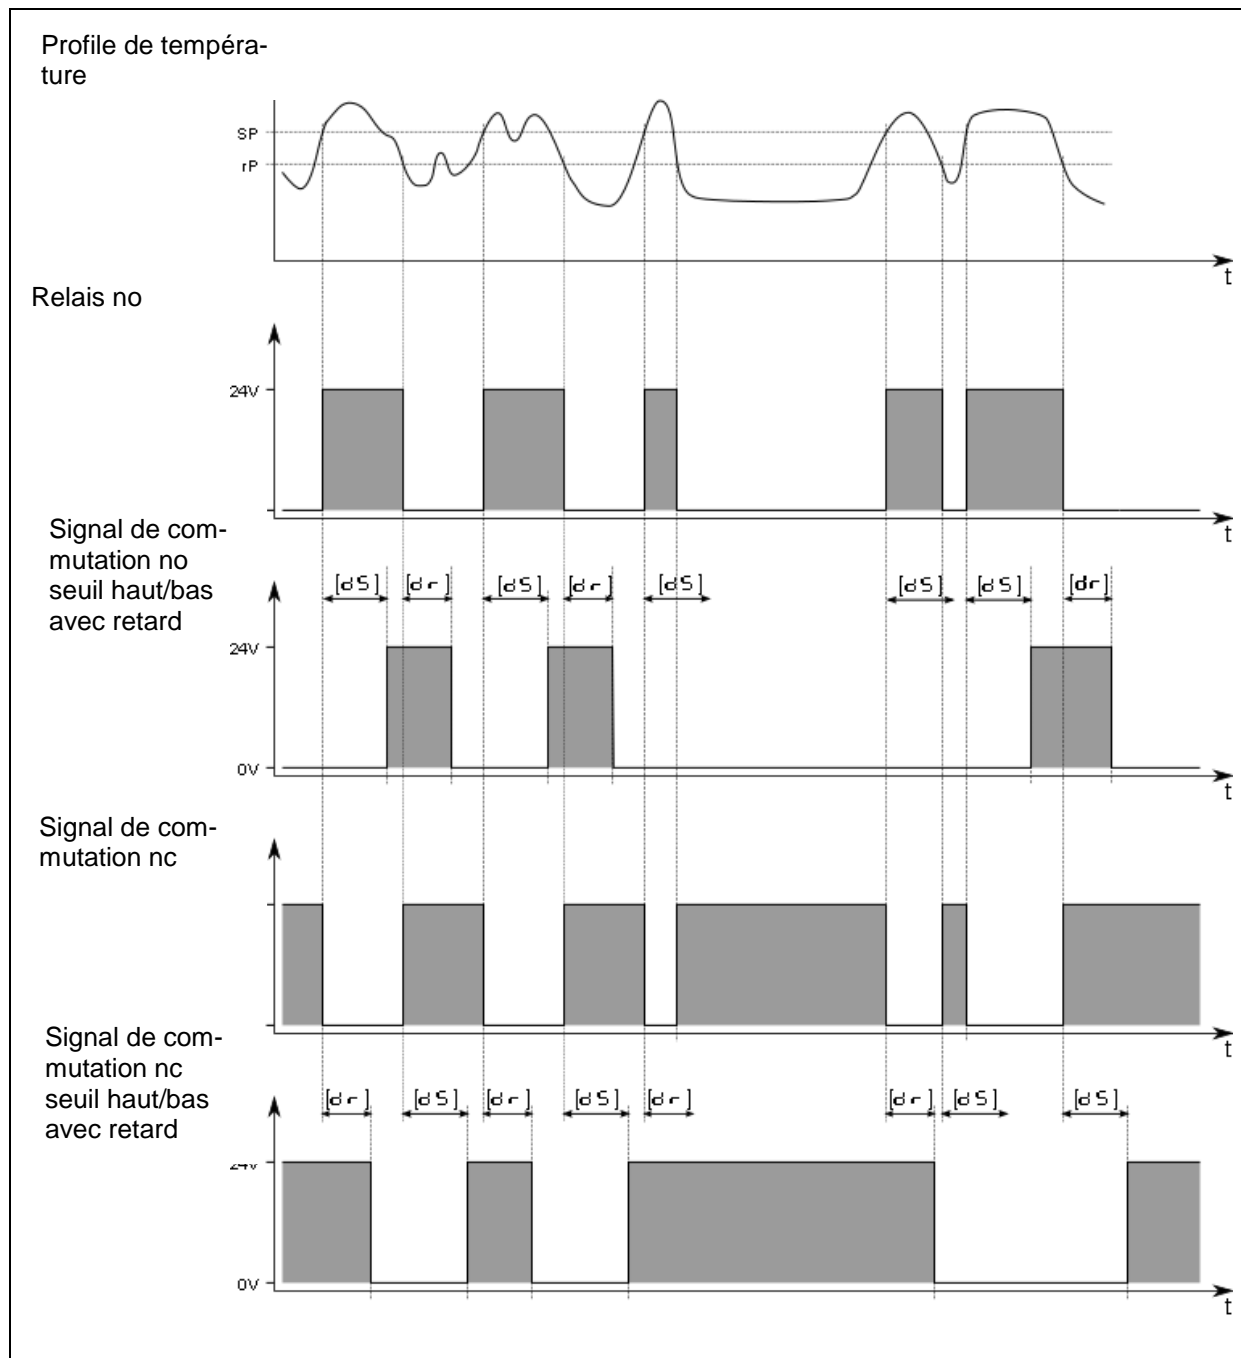 Profile de tempéra-
ture
SP
rP
t
Relais no
24V
t
Signal de com-
mutation no
seuil haut/bas
avec retard
[dS] [dr] [dS] [dr] [dS] [dS] [dS] [dr]
24V
0V
t
Signal de com-
mutation nc
t
Signal de com-
mutation nc
seuil haut/bas
avec retard
[dr] [dS] [dr] [dS] [dr] [dr] [dS] [dS]
24V
0V
t